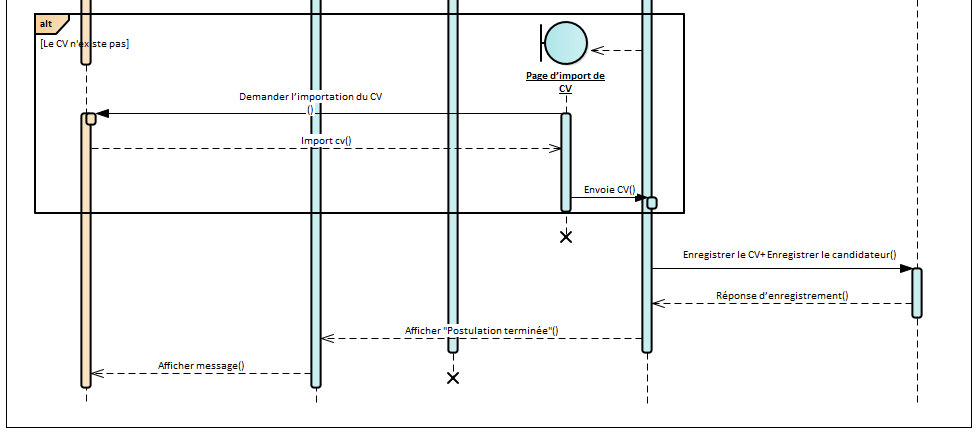 alt
[Le CV n'existe pas]
Page d'import de
CV
Demander l'importation du CV
()
Import cv()
Envoie CV()
Enregistrer le CV+ Enregistrer le candidateur()
Réponse d'enregistrement()
Afficher "Postulation terminée"()
Afficher message()